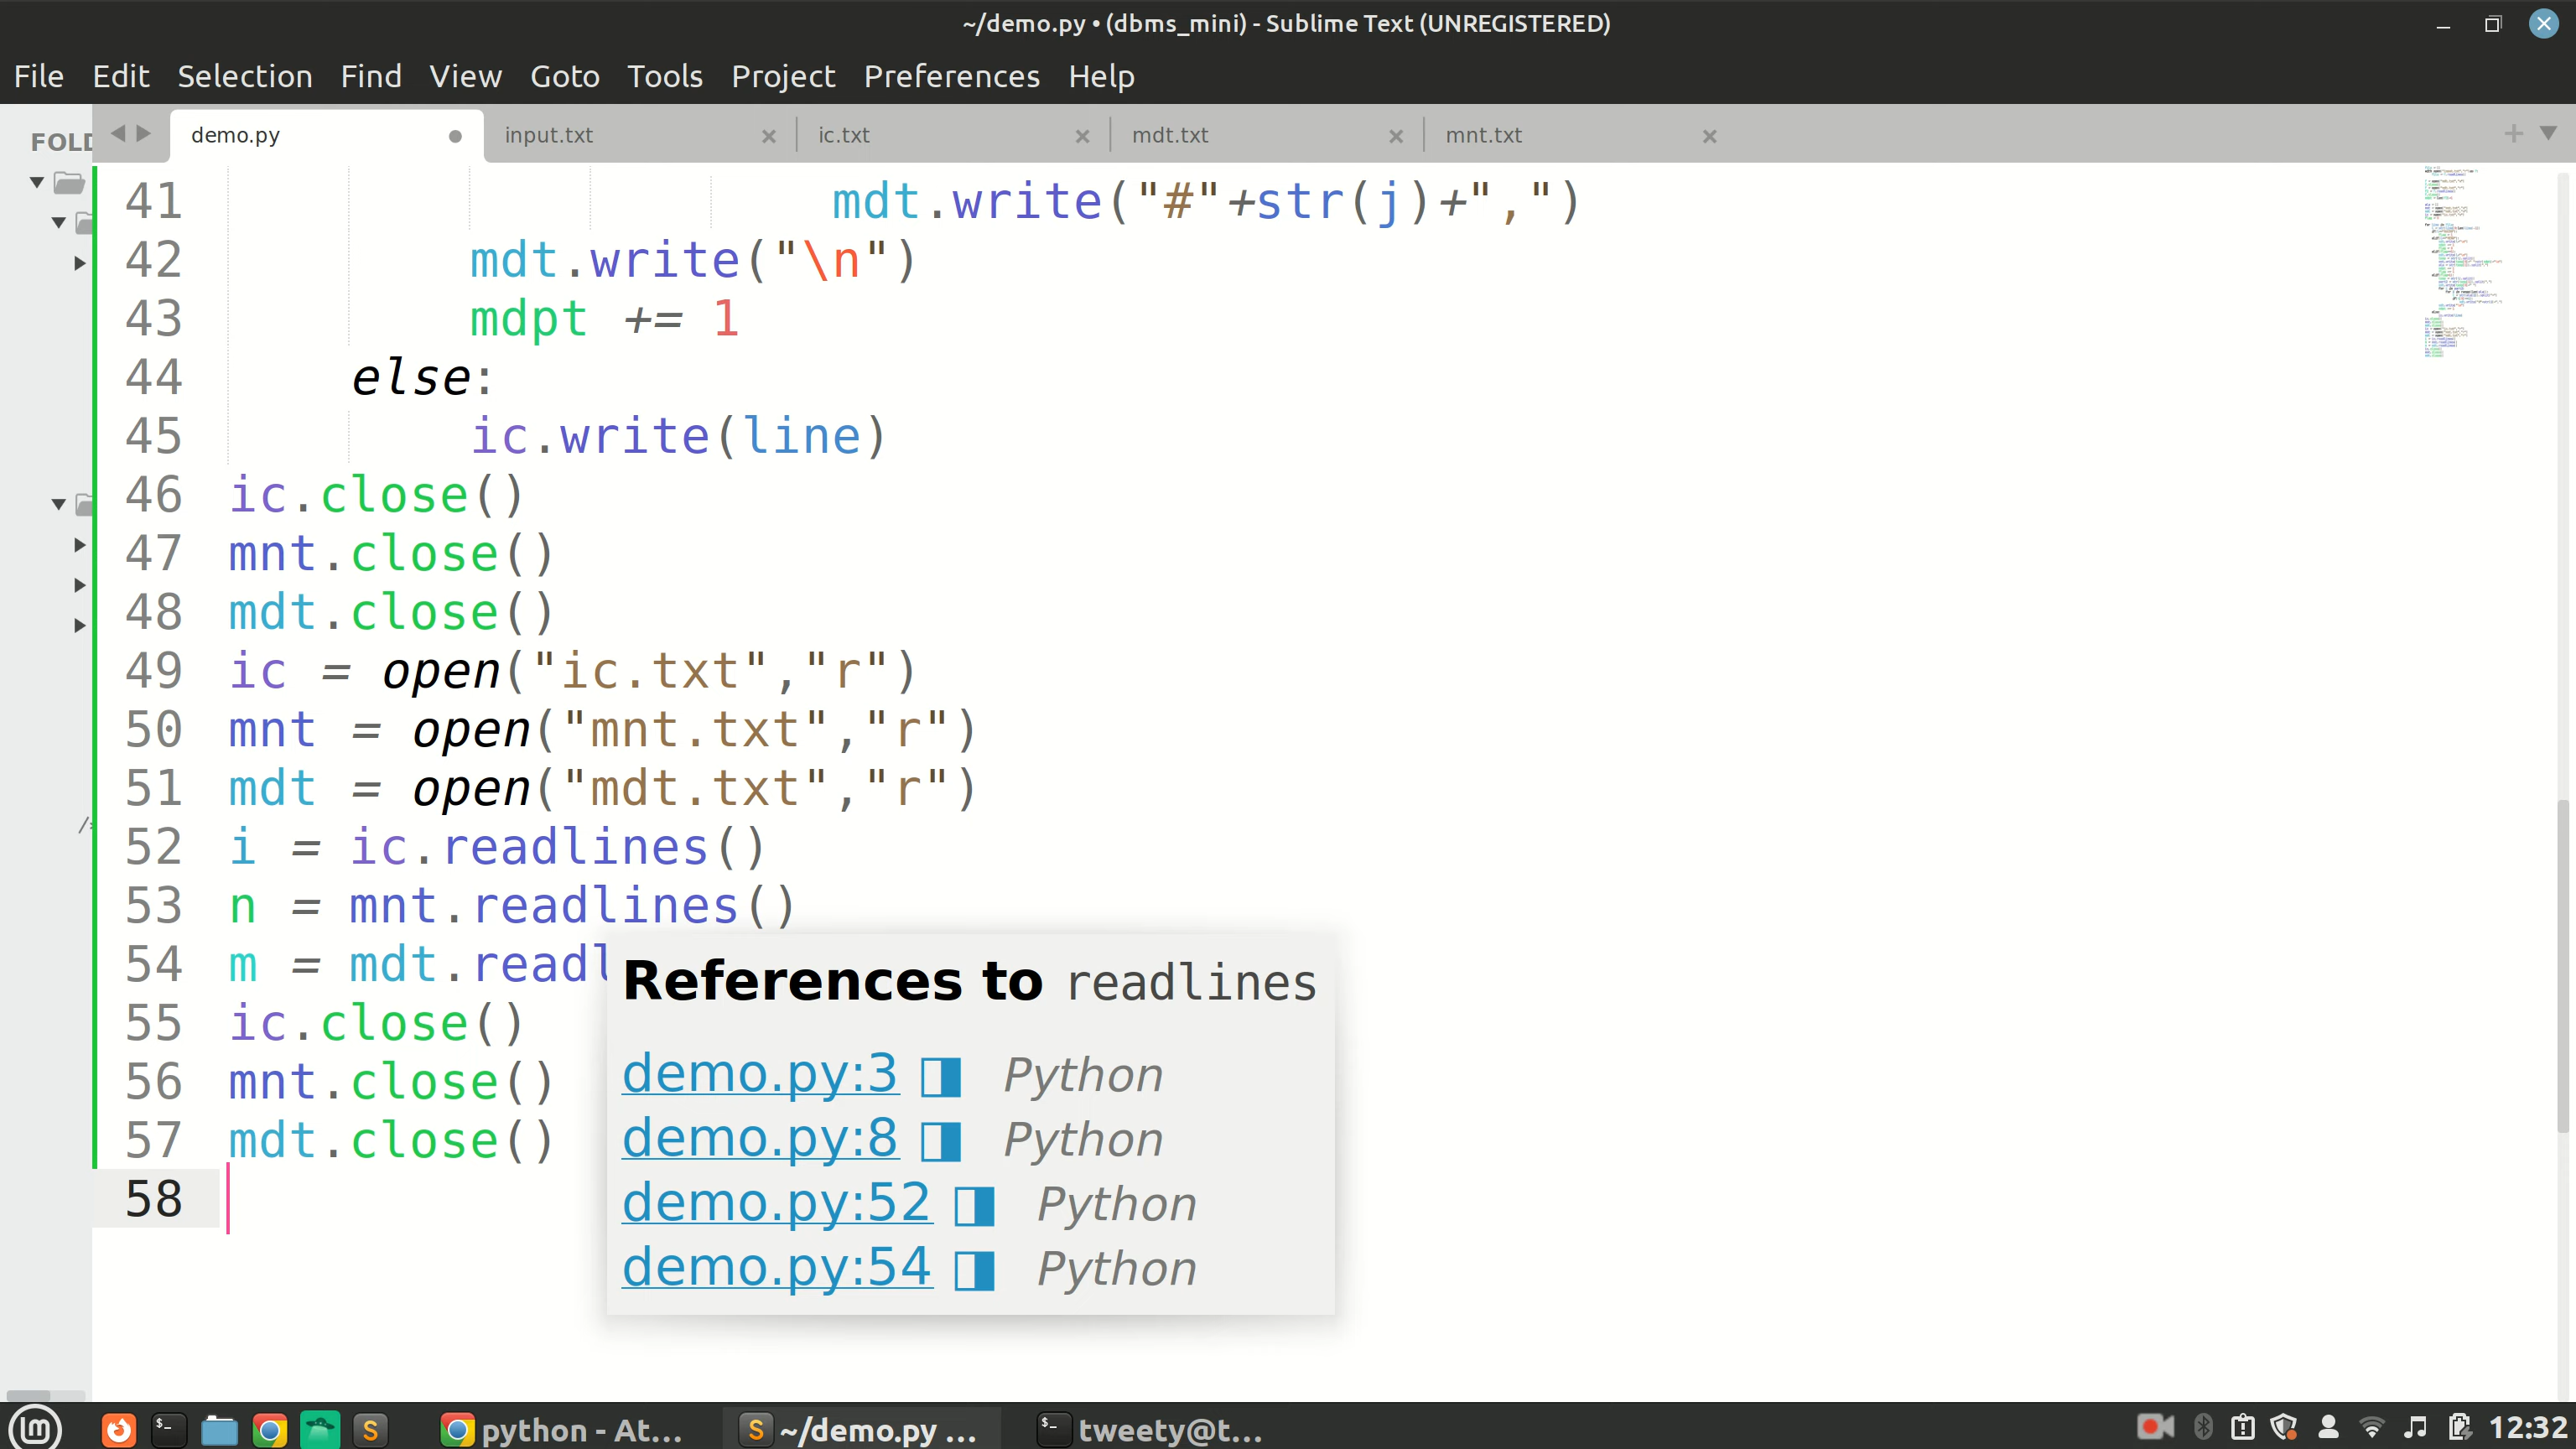 ~/demo.py • (dbms_mini) - Sublime Text (UNREGISTERED)
File Edit Selection Find View Goto Tools Project Preferences Help
demo.py input.txt ic.txt mdt.txt mnt.txt
41 mdt.write("#"+str(j)+",")
42 mdt.write("\n")
43 mdpt += 1
44 else:
45 ic.write(line)
46 ic.close()
47 mnt.close()
48 mdt.close()
49 ic = open("ic.txt","r")
50 mnt = open("mnt.txt","r")
51 mdt = open("mdt.txt","r")
52 i = ic.readlines()
53 n = mnt.readlines()
54 m = mdt.readl
55 ic.close()
56 mnt.close()
57 mdt.close()
58
References to readlines
demo.py:3 Python
demo.py:8 Python
demo.py:52 Python
demo.py:54 Python
python - At... ~/demo.py ... tweety@t... 12:32